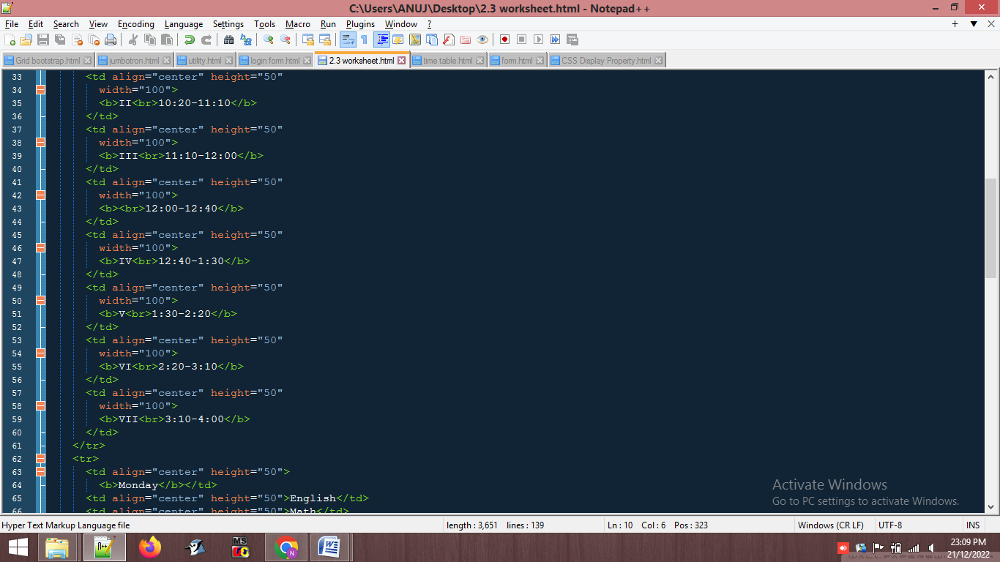 C:\Users\ANUJ\Desktop\2.3 worksheet.html - Notepad++
File Edit Search View Encoding Language Settings Tools Macro Run Plugins Window ? + ▼ X
Grid bootstrap.html jumbotron.html utility.html login form.html 2.3 worksheet.html time table.html form.html CSS Display Property.html
33 <td align="center" height="50"
34 width="100">
35 <b>II<br>10:20-11:10</b>
36 </td>
37 <td align="center" height="50"
38 width="100">
39 <b>III<br>11:10-12:00</b>
40 </td>
41 <td align="center" height="50"
42 width="100">
43 <b><br>12:00-12:40</b>
44 </td>
45 <td align="center" height="50"
46 width="100">
47 <b>IV<br>12:40-1:30</b>
48 </td>
49 <td align="center" height="50"
50 width="100">
51 <b>V<br>1:30-2:20</b>
52 </td>
53 <td align="center" height="50"
54 width="100">
55 <b>VI<br>2:20-3:10</b>
56 </td>
57 <td align="center" height="50"
58 width="100">
59 <b>VII<br>3:10-4:00</b>
60 </td>
61 </tr>
62 <tr>
63 <td align="center" height="50">
64 <b>Monday</b></td>
65 <td align="center" height="50">English</td>
66 <td align="center" height="50">Math</td>
Activate Windows
Go to PC settings to activate Windows.
Hyper Text Markup Language file length : 3,651 lines : 139 Ln : 10 Col : 6 Pos : 323 Windows (CR LF) UTF-8 INS
23:09 PM
21/12/2022